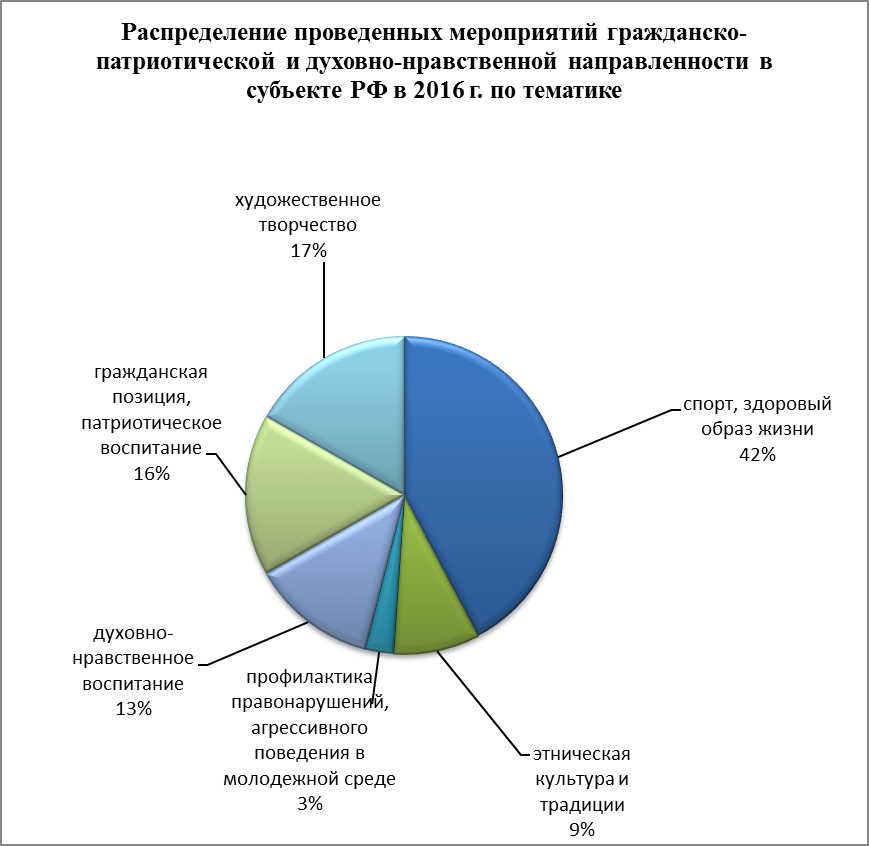 Распределение проведенных мероприятий гражданско-
патриотической и духовно-нравственной направленности в
субъекте РФ в 2016 г. по тематике
художественное
творчество
17%
гражданская
позиция,
патриотическое
воспитание
16%
спорт, здоровый
образ жизни
42%
духовно-
нравственное
воспитание
13%
профилактика
правонарушений,
агрессивного
поведения в
молодежной среде
3%
этническая
культура и
традиции
9%